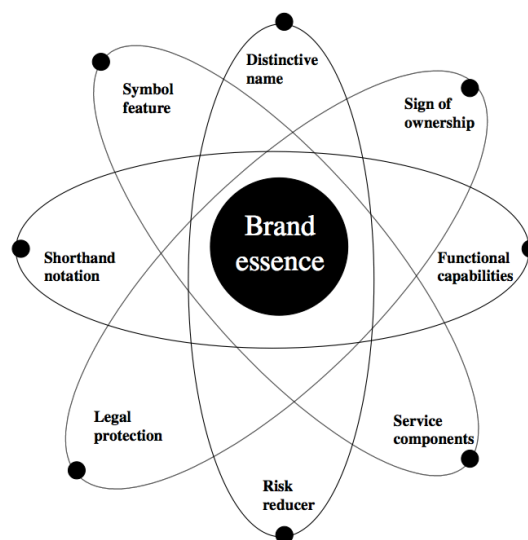 Distinctive
name
Symbol
feature
Sign of
ownership
Brand
essence
Shorthand
notation
Functional
capabilities
Legal
protection
Service
components
Risk
reducer